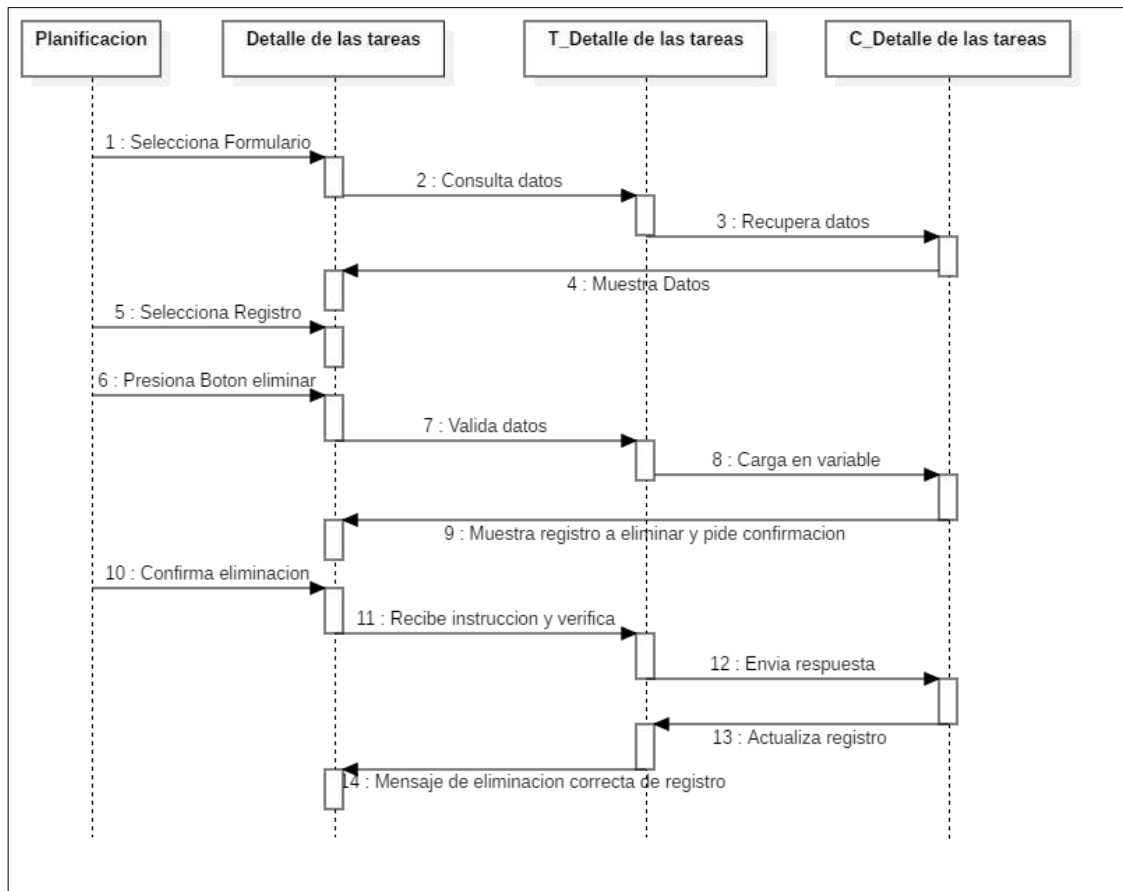 Planificacion
Detalle de las tareas
T_Detalle de las tareas
C_Detalle de las tareas
1 : Selecciona Formulario
2 : Consulta datos
3 : Recupera datos
4 : Muestra Datos
5 : Selecciona Registro
6 : Presiona Boton eliminar
7 : Valida datos
8 : Carga en variable
9 : Muestra registro a eliminar y pide confirmacion
10 : Confirma eliminacion
11 : Recibe instruccion y verifica
12 : Envia respuesta
13 : Actualiza registro
14 : Mensaje de eliminacion correcta de registro